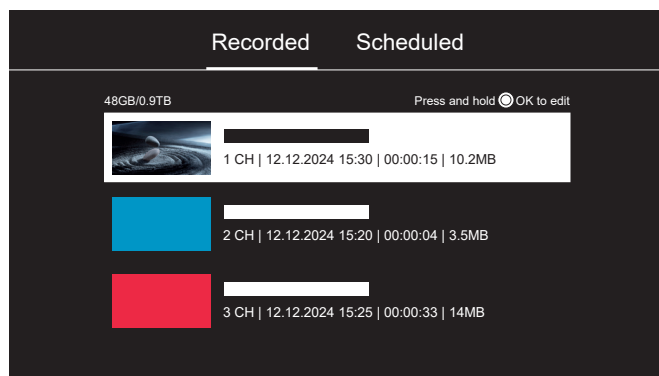 Recorded Scheduled
48GB/0.9TB Press and hold OK to edit
1 CH | 12.12.2024 15:30 | 00:00:15 | 10.2MB
2 CH | 12.12.2024 15:20 | 00:00:04 | 3.5MB
3 CH | 12.12.2024 15:25 | 00:00:33 | 14MB